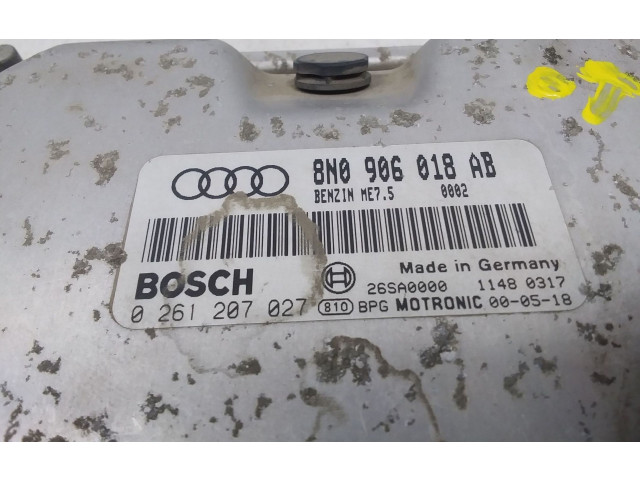 8N0 906 018 AB
BENZIN ME7.5 0002
BOSCH
Made in Germany
26SA0000 1148 0317
0 261 207 027 810 BPG MOTRONIC 00-05-18